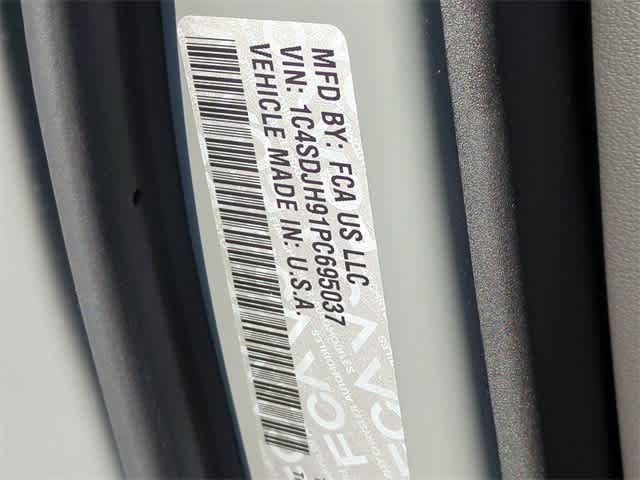 MFD BY: FCA US LLC
VIN: 1C4SDJH91PC695037
VEHICLE MADE IN: U.S.A.